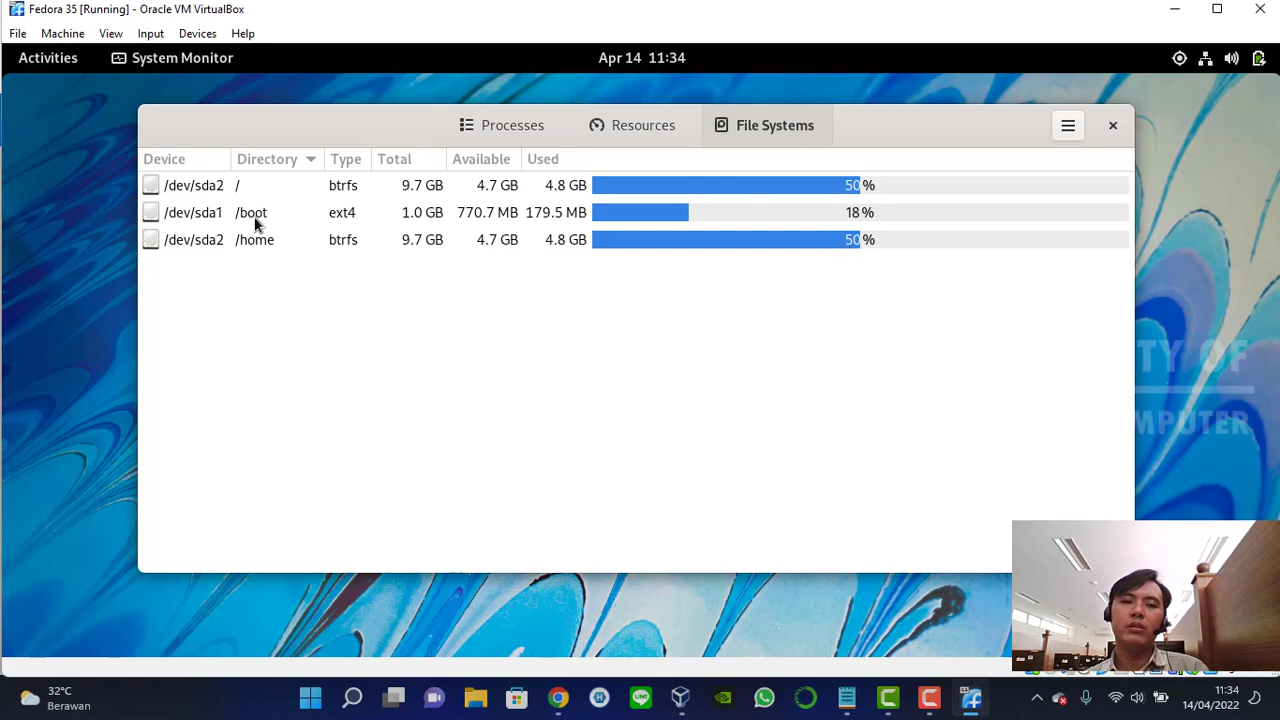 Fedora 35 [Running] - Oracle VM VirtualBox
File Machine View Input Devices Help
Activities System Monitor Apr 14 11:34
Processes Resources File Systems
Device Directory Type Total Available Used
/dev/sda2 / btrfs 9.7 GB 4.7 GB 4.8 GB 50%
/dev/sda1 /boot ext4 1.0 GB 770.7 MB 179.5 MB 18%
/dev/sda2 /home btrfs 9.7 GB 4.7 GB 4.8 GB 50%
TY OF
MPUTER
32°C
Berawan
11:34
14/04/2022